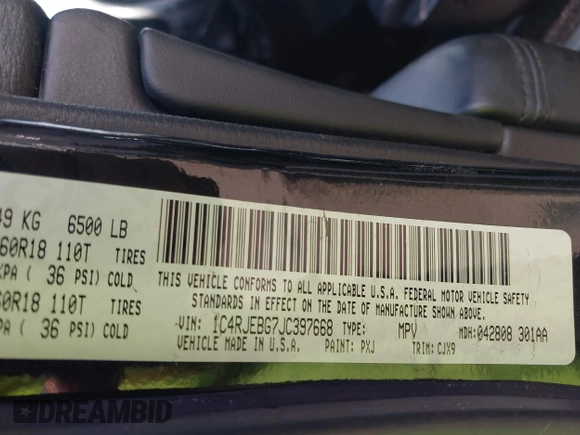 49 KG 6500 LB
60R18 110T TIRES
KPA ( 36 PSI) COLD
60R18 110T TIRES
PA ( 36 PSI) COLD
THIS VEHICLE CONFORMS TO ALL APPLICABLE U.S.A. FEDERAL MOTOR VEHICLE SAFETY
STANDARDS IN EFFECT ON THE DATE OF MANUFACTURE SHOWN ABOVE.
VIN: 1C4RJEBG7JC397668 TYPE: MPV MDH: 042808 301AA
VEHICLE MADE IN U.S.A. PAINT: PXJ TRIM: CJX9
DREAMBID